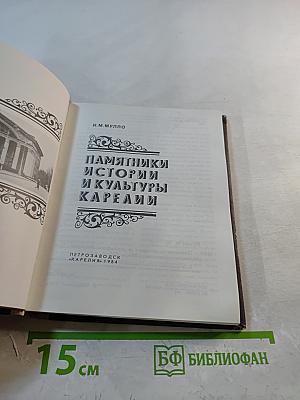 И.М.МУЛЛО
ПАМЯТНИКИ
ИСТОРИИ
И КУЛЬТУРЫ
КАРЕЛИИ
ПЕТРОЗАВОДСК
«КАРЕЛИЯ» 1984
15 см
БФ БИБЛИОФАН